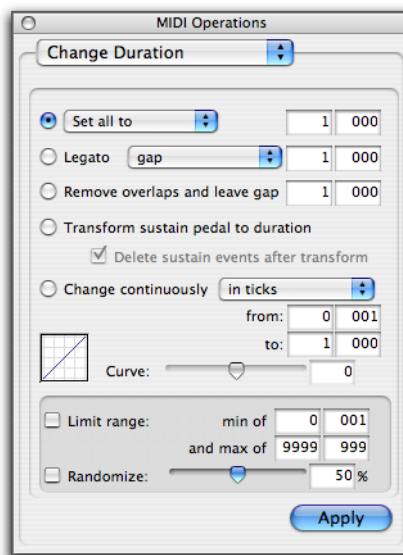 MIDI Operations
Change Duration
Set all to 1 000
Legato gap 1 000
Remove overlaps and leave gap 1 000
Transform sustain pedal to duration
Delete sustain events after transform
Change continuously in ticks
from: 0 001
to: 1 000
Curve: 0
Limit range: min of 0 001
and max of 9999 999
Randomize: 50 %
Apply